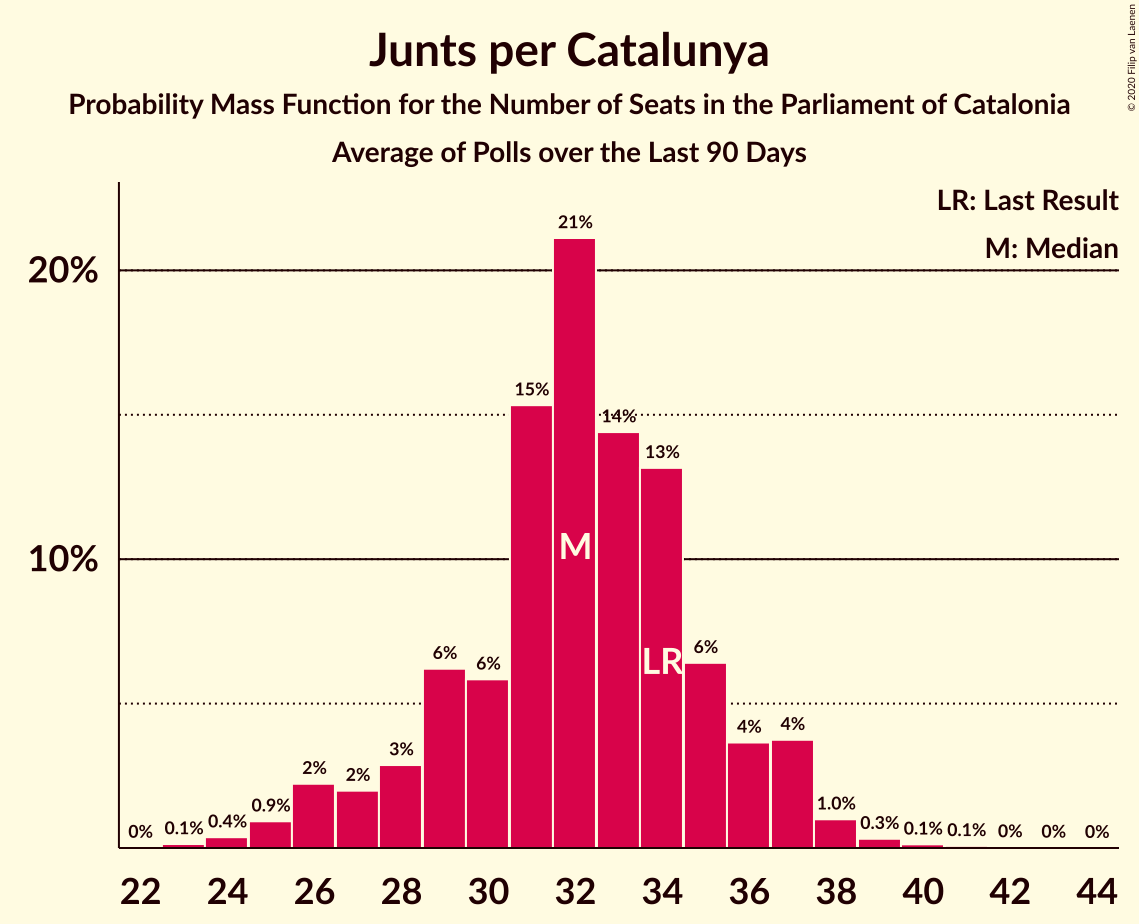 Junts per Catalunya
Probability Mass Function for the Number of Seats in the Parliament of Catalonia
Average of Polls over the Last 90 Days
© 2020 Filip van Laenen
LR: Last Result
M: Median
20%
10%
0% 0.1% 0.4% 0.9% 2% 2% 3% 6% 6% 15% 21% 14% 13% 6% 4% 4% 1.0% 0.3% 0.1% 0.1% 0% 0% 0%
M
LR
22 24 26 28 30 32 34 36 38 40 42 44